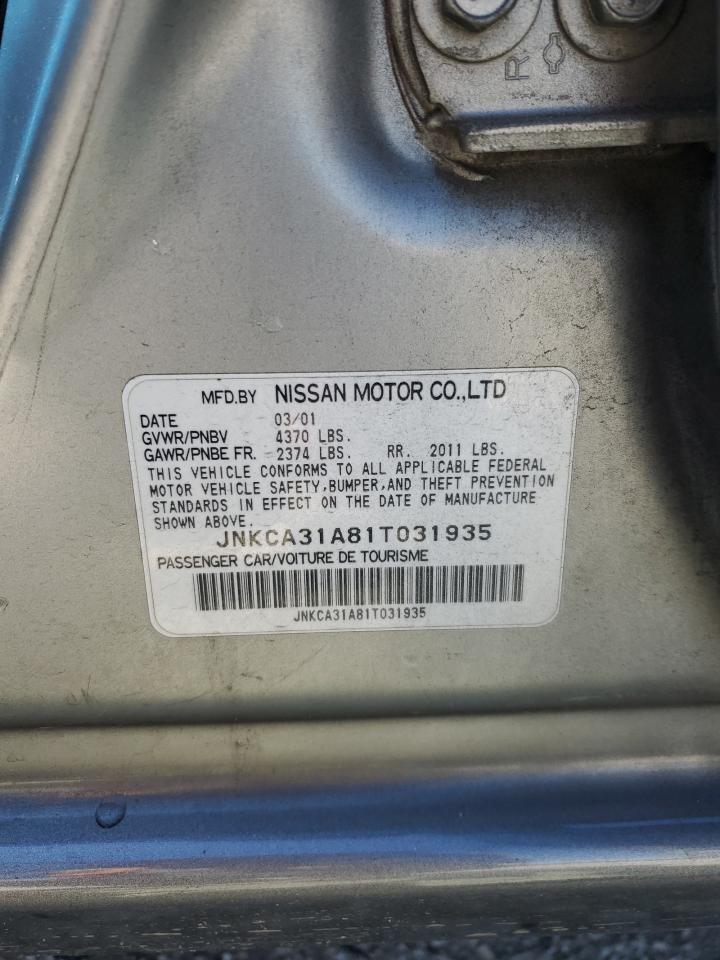 R
MFD.BY NISSAN MOTOR CO.,LTD
DATE 03/01
GVWR/PNBV 4370 LBS.
GAWR/PNBE FR. 2374 LBS. RR. 2011 LBS.
THIS VEHICLE CONFORMS TO ALL APPLICABLE FEDERAL
MOTOR VEHICLE SAFETY,BUMPER,AND THEFT PREVENTION
STANDARDS IN EFFECT ON THE DATE OF MANUFACTURE
SHOWN ABOVE.
JNKCA31A81T031935
PASSENGER CAR/VOITURE DE TOURISME
JNKCA31A81T031935